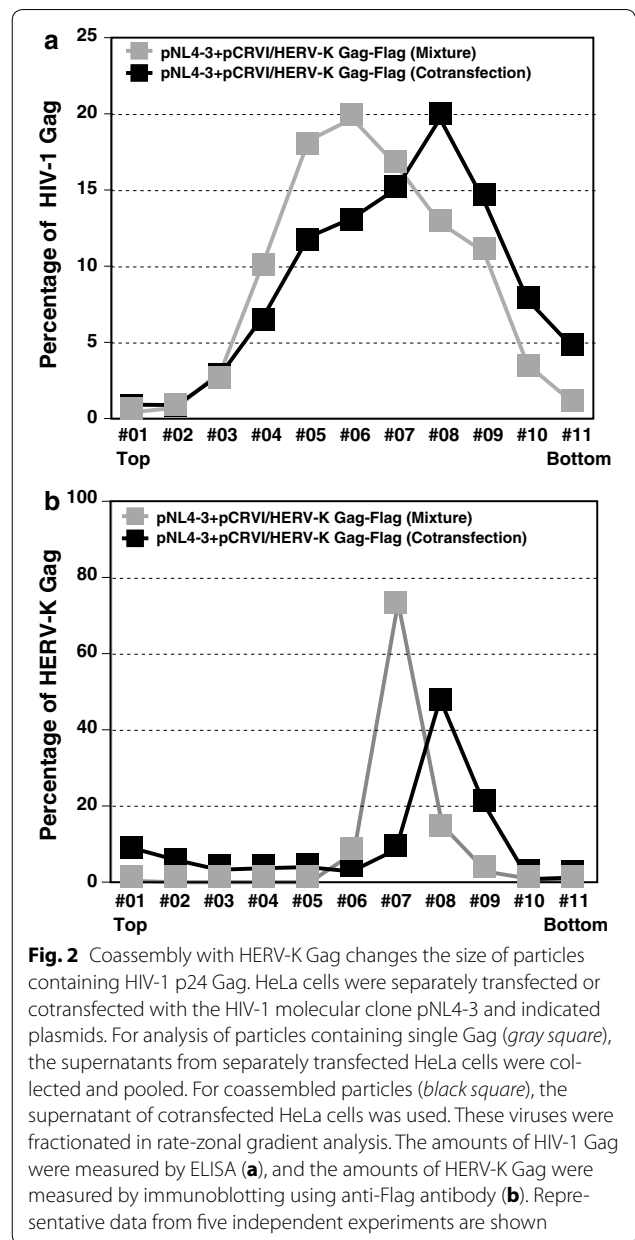 a
25
20
15
10
5
0
Percentage of HIV-1 Gag
pNL4-3+pCRVI/HERV-K Gag-Flag (Mixture)
pNL4-3+pCRVI/HERV-K Gag-Flag (Cotransfection)
#01 #02 #03 #04 #05 #06 #07 #08 #09 #10 #11
Top Bottom
b
100
80
60
40
20
0
Percentage of HERV-K Gag
pNL4-3+pCRVI/HERV-K Gag-Flag (Mixture)
pNL4-3+pCRVI/HERV-K Gag-Flag (Cotransfection)
#01 #02 #03 #04 #05 #06 #07 #08 #09 #10 #11
Top Bottom
Fig. 2 Coassembly with HERV-K Gag changes the size of particles
containing HIV-1 p24 Gag. HeLa cells were separately transfected or
cotransfected with the HIV-1 molecular clone pNL4-3 and indicated
plasmids. For analysis of particles containing single Gag (gray square),
the supernatants from separately transfected HeLa cells were col-
lected and pooled. For coassembled particles (black square), the
supernatant of cotransfected HeLa cells was used. These viruses were
fractionated in rate-zonal gradient analysis. The amounts of HIV-1 Gag
were measured by ELISA (a), and the amounts of HERV-K Gag were
measured by immunoblotting using anti-Flag antibody (b). Repre-
sentative data from five independent experiments are shown